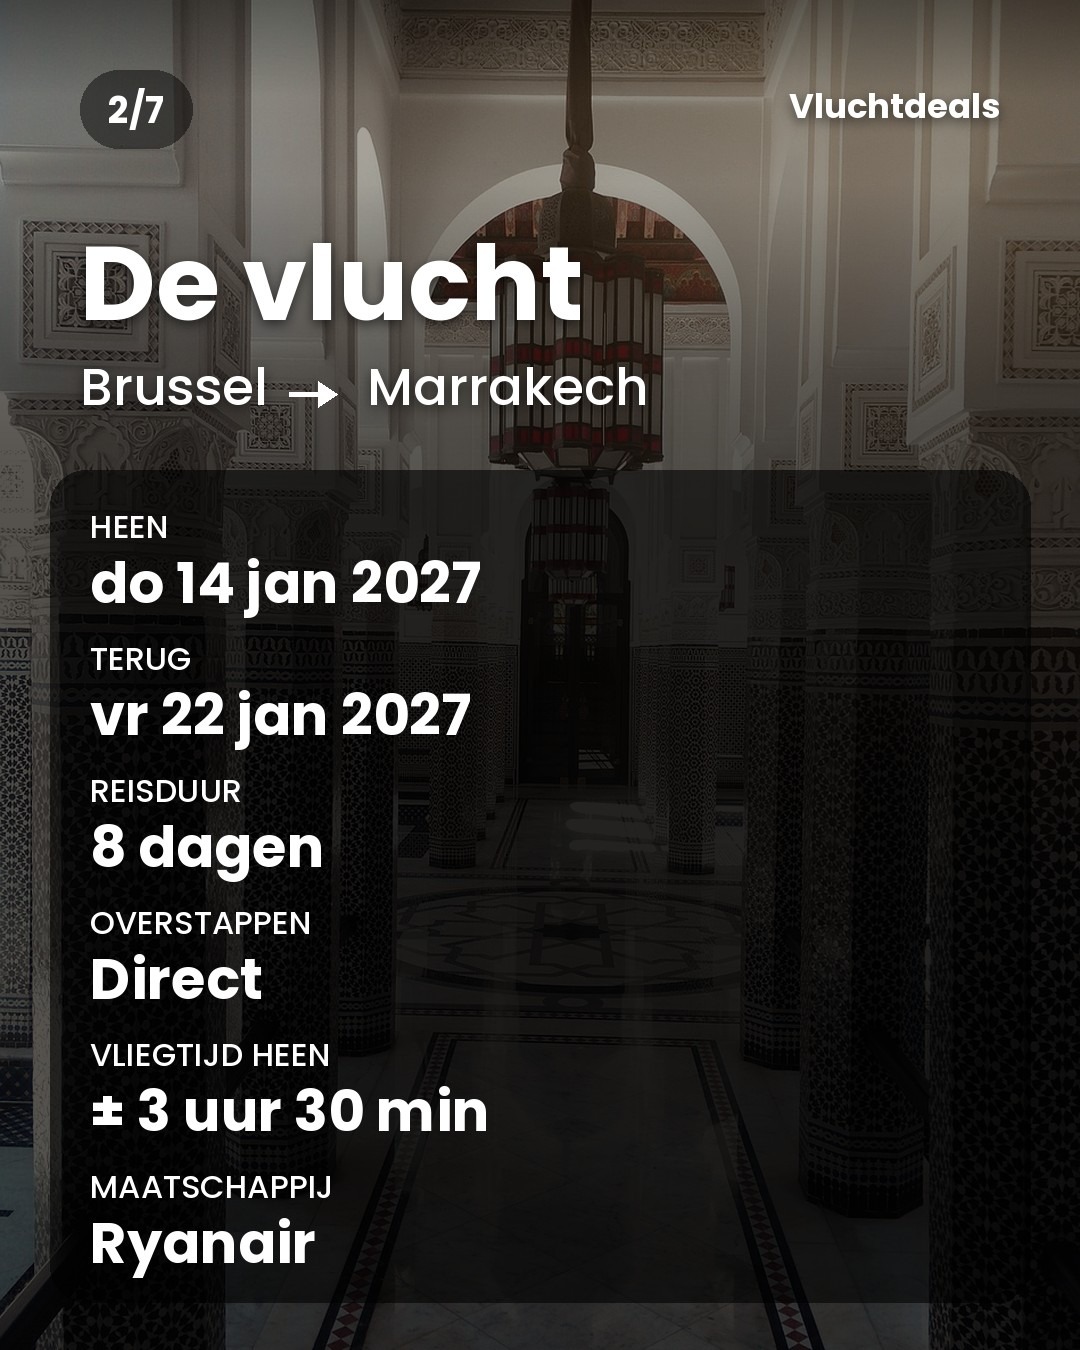 2/7
Vluchtdeals
De vlucht
Brussel → Marrakech
HEEN
do 14 jan 2027
TERUG
vr 22 jan 2027
REISDUUR
8 dagen
OVERSTAPPEN
Direct
VLIEGTIJD HEEN
± 3 uur 30 min
MAATSCHAPPIJ
Ryanair